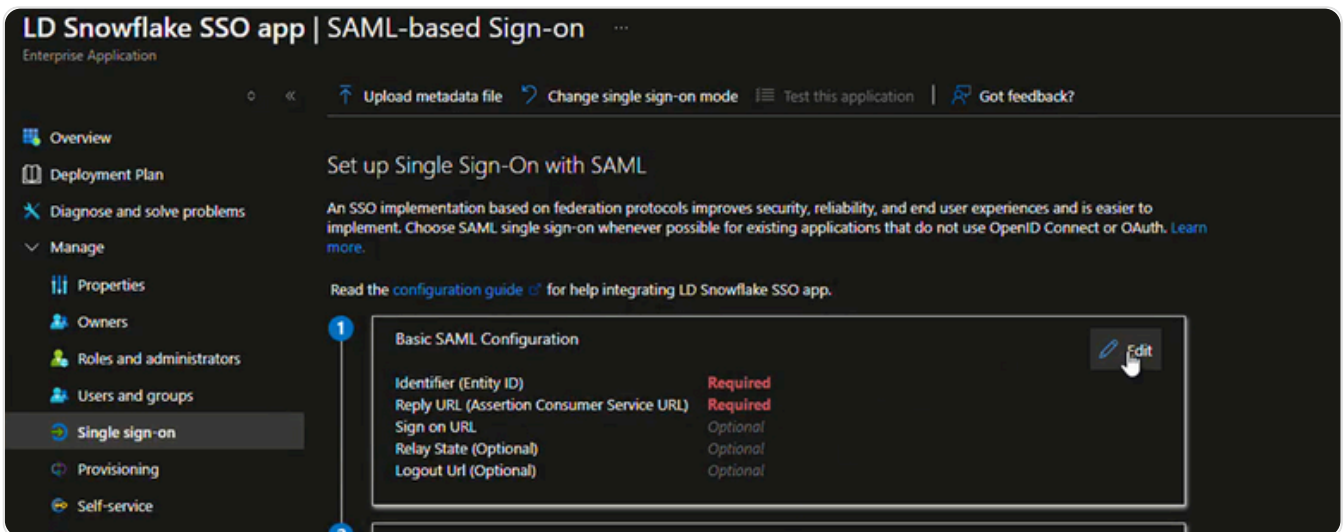 LD Snowflake SSO app | SAML-based Sign-on ...
Enterprise Application
Upload metadata file Change single sign-on mode Test this application | Got feedback?
Overview
Deployment Plan
Diagnose and solve problems
Manage
Properties
Owners
Roles and administrators
Users and groups
Single sign-on
Provisioning
Self-service
Set up Single Sign-On with SAML
An SSO implementation based on federation protocols improves security, reliability, and end user experiences and is easier to
implement. Choose SAML single sign-on whenever possible for existing applications that do not use OpenID Connect or OAuth. Learn
more.
Read the configuration guide for help integrating LD Snowflake SSO app.
1
Basic SAML Configuration
Edit
Identifier (Entity ID) Required
Reply URL (Assertion Consumer Service URL) Required
Sign on URL Optional
Relay State (Optional) Optional
Logout Url (Optional) Optional
2